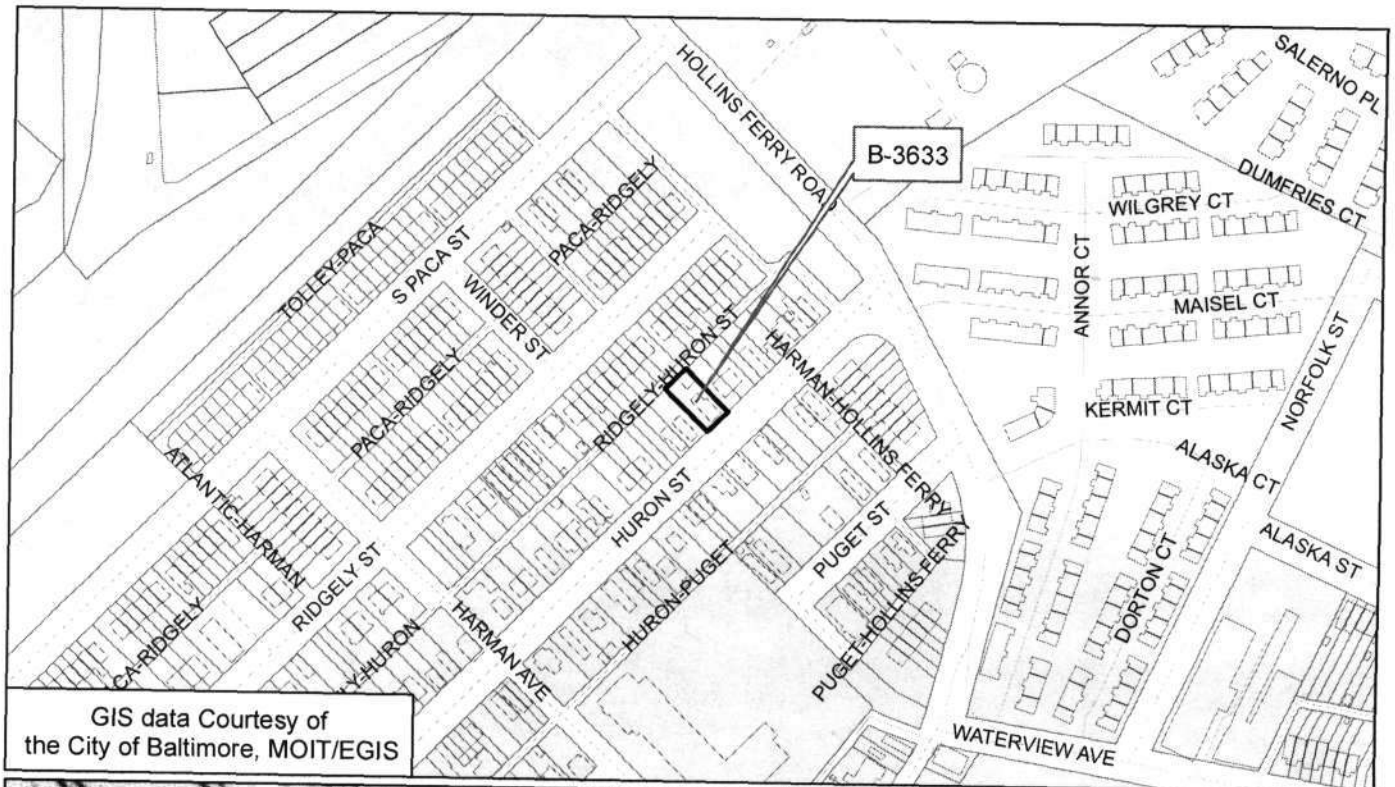 SALERNO PL
HOLLINS FERRY ROAD
B-3633
DUMFRIES CT
WILGREY CT
PACA-RIDGELY
TOLLEY-PACA
S PACA ST
WINDER ST
ANNOR CT
MAISEL CT
NORFOLK ST
RIDGELY-HURON ST
HARMAN-HOLLINS FERRY
PACA-RIDGELY
KERMIT CT
ALASKA CT
ATLANTIC-HARMAN
HURON ST
PUGET ST
ALASKA ST
RIDGELY ST
DORTON CT
HURON-PUGET
PUGET-HOLLINS FERRY
HARMAN AVE
ACA-RIDGELY
LY-HURON
WATERVIEW AVE
GIS data Courtesy of
the City of Baltimore, MOIT/EGIS